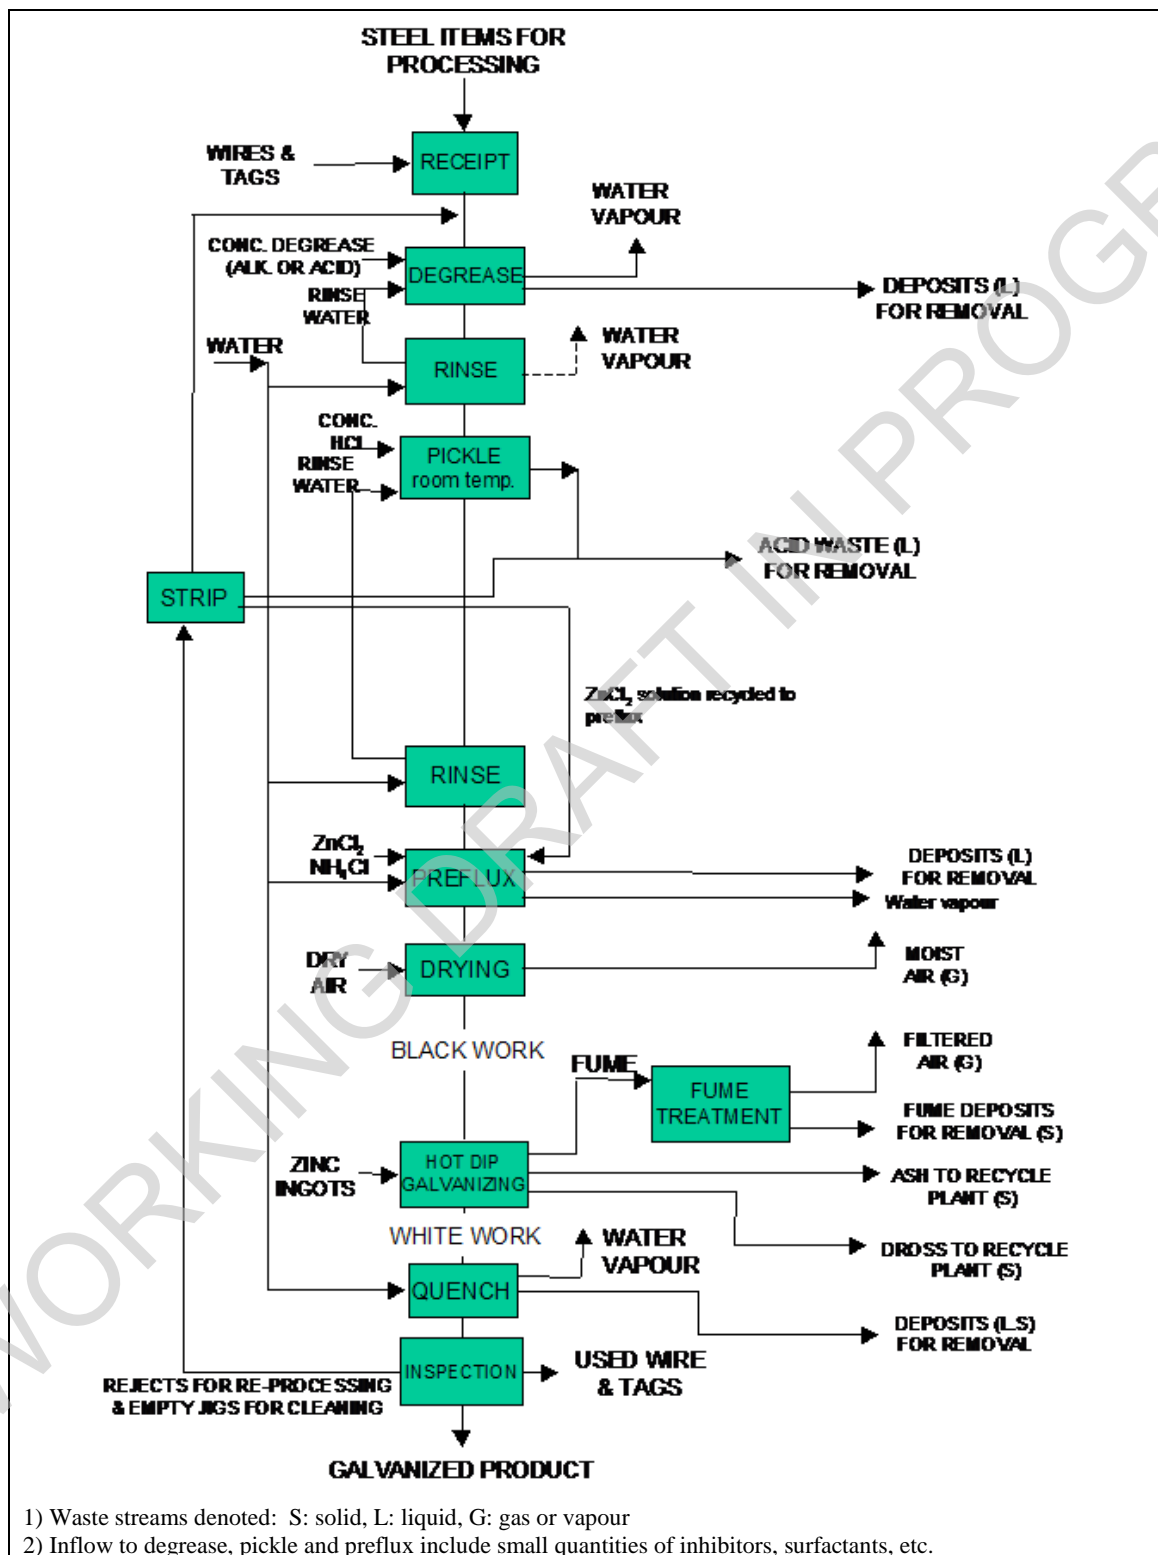 STEEL ITEMS FOR
PROCESSING
RECEIPT
WIRES &
TAGS
WATER
VAPOUR
CONC. DEGREASE
(ALK. OR ACID)
DEGREASE
RINSE
WATER
DEPOSITS (L)
FOR REMOVAL
WATER
RINSE
WATER
VAPOUR
CONC.
HCl
RINSE
WATER
PICKLE
room temp.
ACID WASTE (L)
FOR REMOVAL
STRIP
ZnCl₂ solution recycled to
preflux
RINSE
ZnCl₂
NH₄Cl
PREFLUX
DEPOSITS (L)
FOR REMOVAL
Water vapour
DRY
AIR
DRYING
MOIST
AIR (G)
BLACK WORK
FUME
FUME
TREATMENT
FILTERED
AIR (G)
FUME DEPOSITS
FOR REMOVAL (S)
ZINC
INGOTS
HOT DIP
GALVANIZING
ASH TO RECYCLE
PLANT (S)
WHITE WORK
WATER
VAPOUR
DROSS TO RECYCLE
PLANT (S)
QUENCH
DEPOSITS (L.S)
FOR REMOVAL
INSPECTION
USED WIRE
& TAGS
REJECTS FOR RE-PROCESSING
& EMPTY JIGS FOR CLEANING
GALVANIZED PRODUCT
1) Waste streams denoted: S: solid, L: liquid, G: gas or vapour
2) Inflow to degrease, pickle and preflux include small quantities of inhibitors, surfactants, etc.
WORKING DRAFT IN PROGR